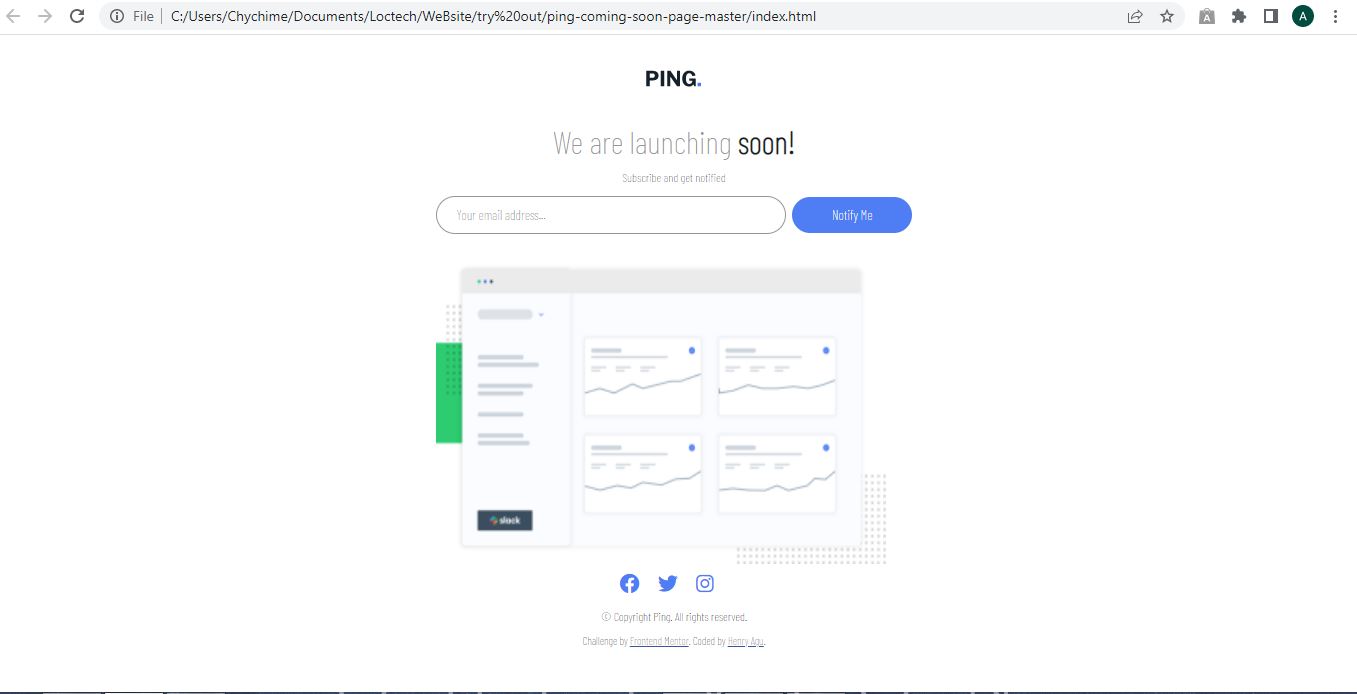 File
C:/Users/Chychime/Documents/Loctech/WeBsite/try%20out/ping-coming-soon-page-master/index.html
A
A
PING.
We are launching soon!
Subscribe and get notified
Your email address...
Notify Me
slack
© Copyright Ping. All rights reserved.
Challenge by Frontend Mentor. Coded by Henry Agu.